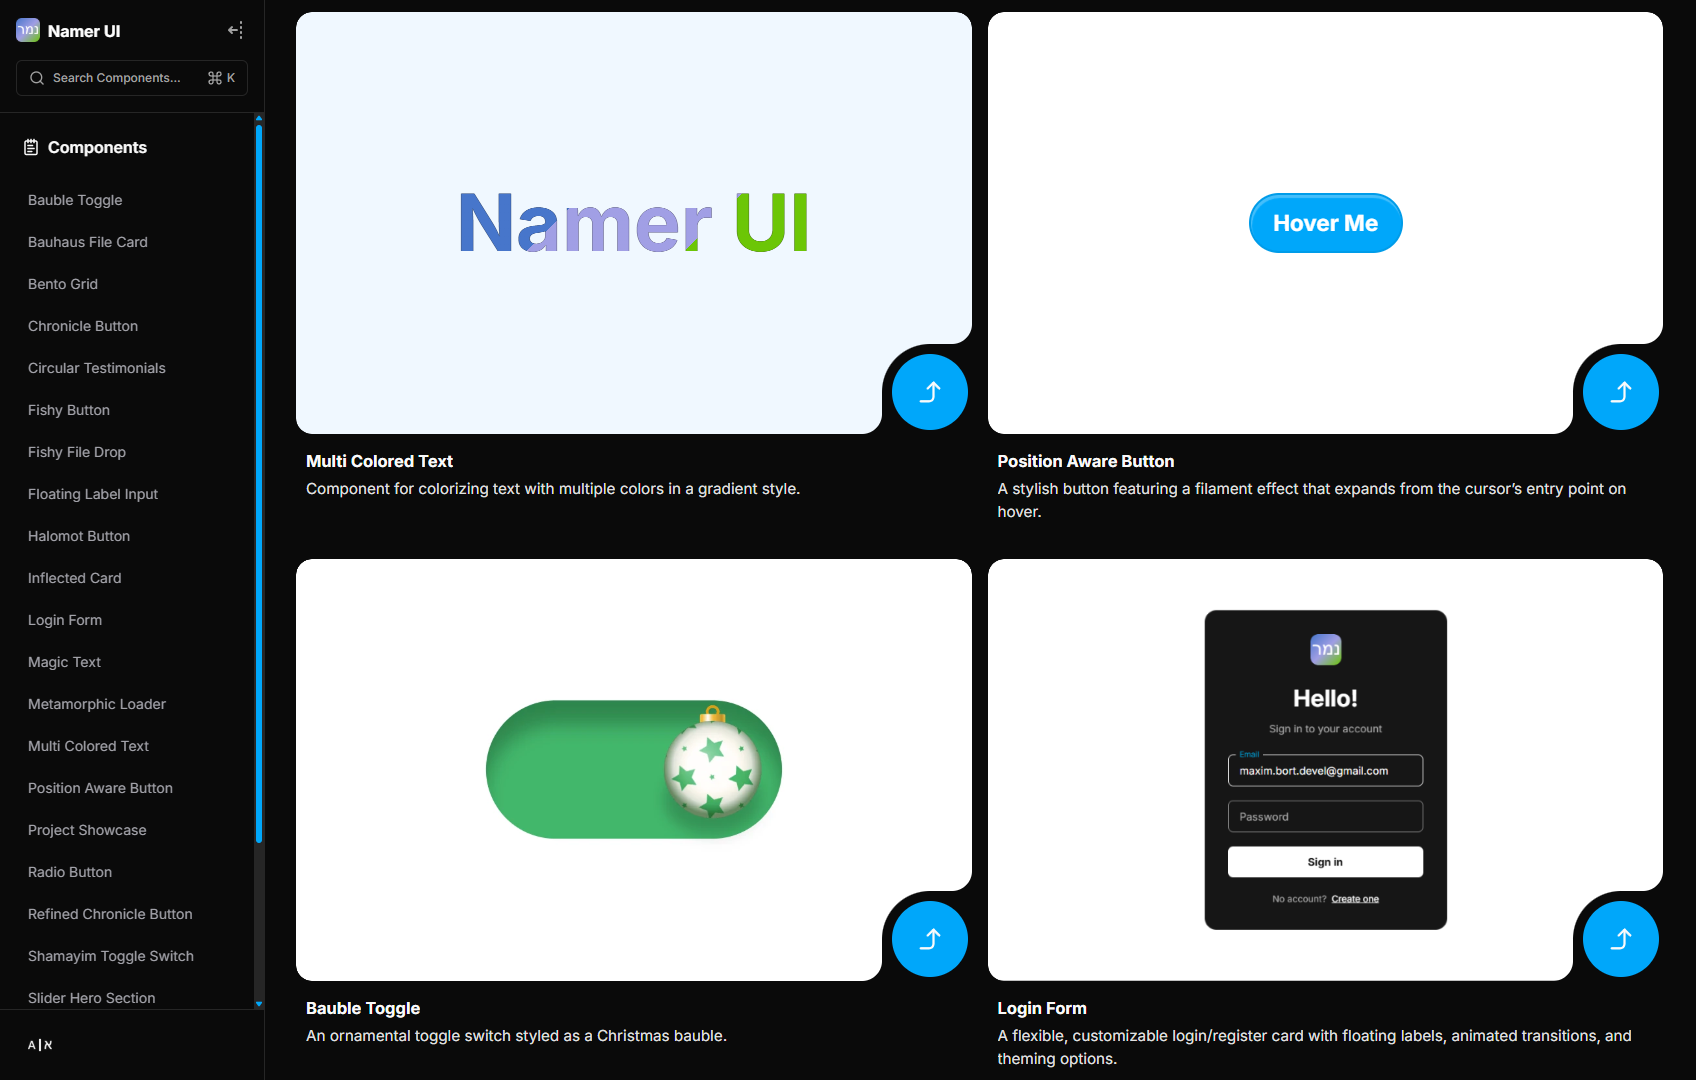 נמר Namer UI
Search Components... ⌘ K
Components
Bauble Toggle
Bauhaus File Card
Bento Grid
Chronicle Button
Circular Testimonials
Fishy Button
Fishy File Drop
Floating Label Input
Halomot Button
Inflected Card
Login Form
Magic Text
Metamorphic Loader
Multi Colored Text
Position Aware Button
Project Showcase
Radio Button
Refined Chronicle Button
Shamayim Toggle Switch
Slider Hero Section
A|א
Namer UI
Multi Colored Text
Component for colorizing text with multiple colors in a gradient style.
Hover Me
Position Aware Button
A stylish button featuring a filament effect that expands from the cursor’s entry point on
hover.
Bauble Toggle
An ornamental toggle switch styled as a Christmas bauble.
נמר
Hello!
Sign in to your account
Email
maxim.bort.devel@gmail.com
Password
Sign in
No account? Create one
Login Form
A flexible, customizable login/register card with floating labels, animated transitions, and
theming options.